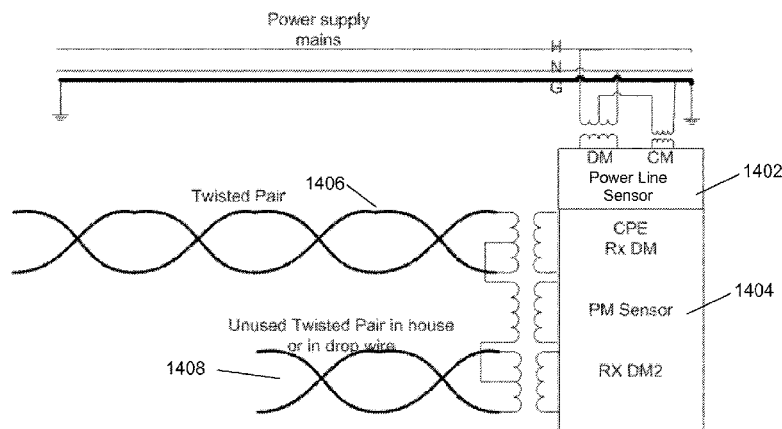 Power supply
mains
H
N
G
DM CM
Power Line
Sensor
1402
1406
Twisted Pair
CPE
Rx DM
1404
PM Sensor
Unused Twisted Pair in house
or in drop wire
1408
RX DM2